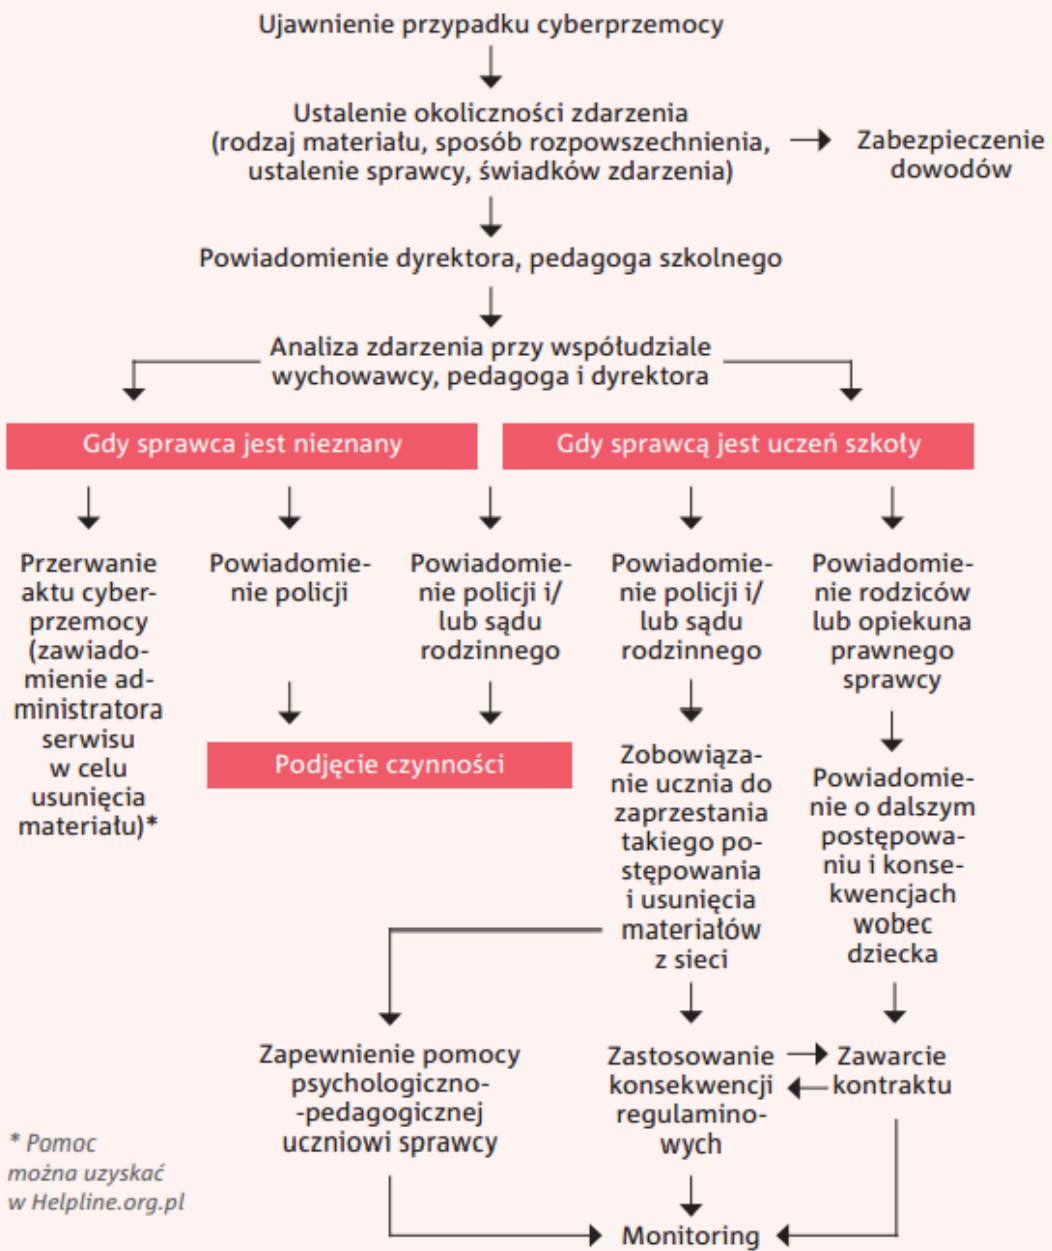 Ujawnienie przypadku cyberprzemocy
Ustalenie okoliczności zdarzenia
(rodzaj materiału, sposób rozpowszechnienia,
ustalenie sprawcy, świadków zdarzenia)
Zabezpieczenie
dowodów
Powiadomienie dyrektora, pedagoga szkolnego
Analiza zdarzenia przy współudziale
wychowawcy, pedagoga i dyrektora
Gdy sprawca jest nieznany
Gdy sprawcą jest uczeń szkoły
Przerwanie
aktu cyber-
przemocy
(zawiado-
mienie ad-
ministratora
serwisu
w celu
usunięcia
materiału)*
Powiadomie-
nie policji
Powiadomie-
nie policji i/
lub sądu
rodzinnego
Powiadomie-
nie policji i/
lub sądu
rodzinnego
Powiadomie-
nie rodziców
lub opiekuna
prawnego
sprawcy
Podjęcie czynności
Zobowiąza-
nie ucznia do
zaprzestania
takiego po-
stępowania
i usunięcia
materiałów
z sieci
Powiadomie-
nie o dalszym
postępowa-
niu i konse-
kwencjach
wobec
dziecka
Zapewnienie pomocy
psychologiczno-
-pedagogicznej
uczniowi sprawcy
Zastosowanie
konsekwencji
regulamino-
wych
Zawarcie
kontraktu
* Pomoc
można uzyskać
w Helpline.org.pl
Monitoring